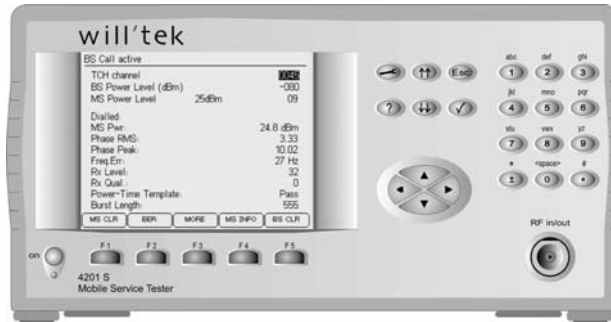 will'tek
BS Call active
TCH channel 0045
BS Power Level (dBm) -080
MS Power Level 25dBm 09
Dialled:
MS Pwr: 24.8 dBm
Phase RMS: 3.33
Phase Peak: 10.02
Freq.Err: 27 Hz
Rx Level: 32
Rx Qual.: 0
Power-Time Template: Pass
Burst Length: 555
MS CLR BER MORE MS INFO BS CLR
F1 F2 F3 F4 F5
on
4201 S
Mobile Service Tester
Esc
?
abc def ghi
1 2 3
jkl mno pqr
4 5 6
stu vwx yz
7 8 9
* <space> #
± 0 •
RF in/out